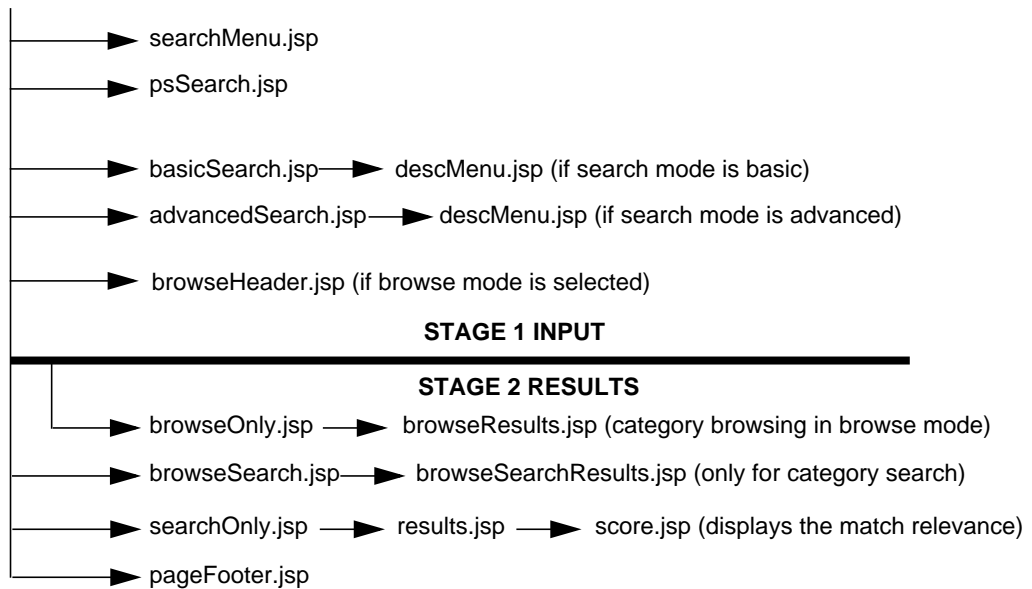 searchMenu.jsp
psSearch.jsp
basicSearch.jsp descMenu.jsp (if search mode is basic)
advancedSearch.jsp descMenu.jsp (if search mode is advanced)
browseHeader.jsp (if browse mode is selected)
STAGE 1 INPUT
STAGE 2 RESULTS
browseOnly.jsp browseResults.jsp (category browsing in browse mode)
browseSearch.jsp browseSearchResults.jsp (only for category search)
searchOnly.jsp results.jsp score.jsp (displays the match relevance)
pageFooter.jsp